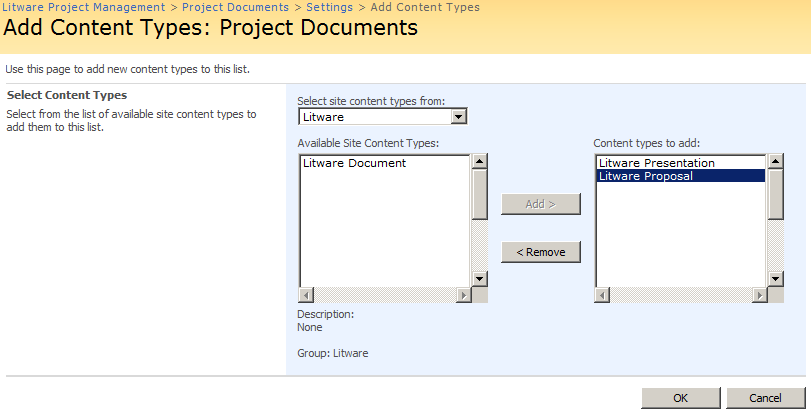 Litware Project Management > Project Documents > Settings > Add Content Types
Add Content Types: Project Documents
Use this page to add new content types to this list.
Select Content Types
Select from the list of available site content types to
add them to this list.
Select site content types from:
Litware
Available Site Content Types:
Litware Document
Add >
< Remove
Content types to add:
Litware Presentation
Litware Proposal
Description:
None
Group: Litware
OK
Cancel